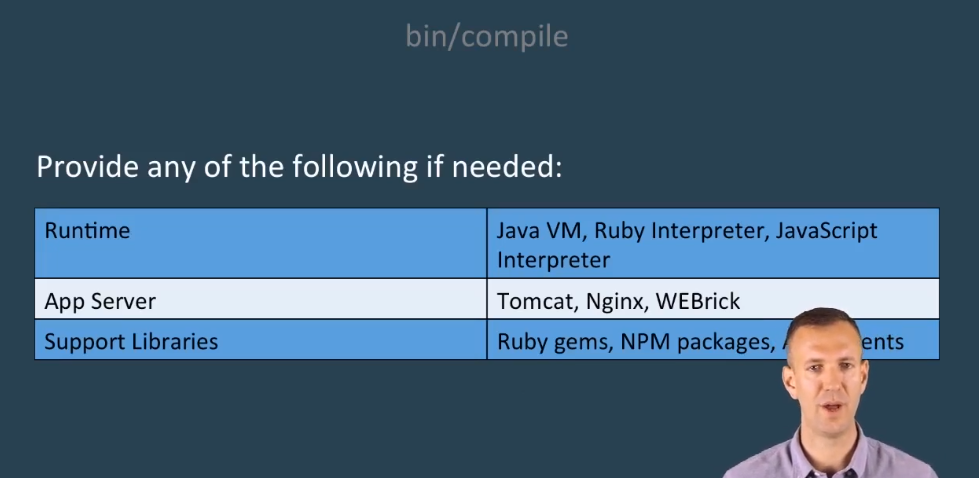 bin/compile
Provide any of the following if needed:
Runtime
Java VM, Ruby Interpreter, JavaScript
Interpreter
App Server
Tomcat, Nginx, WEBrick
Support Libraries
Ruby gems, NPM packages,